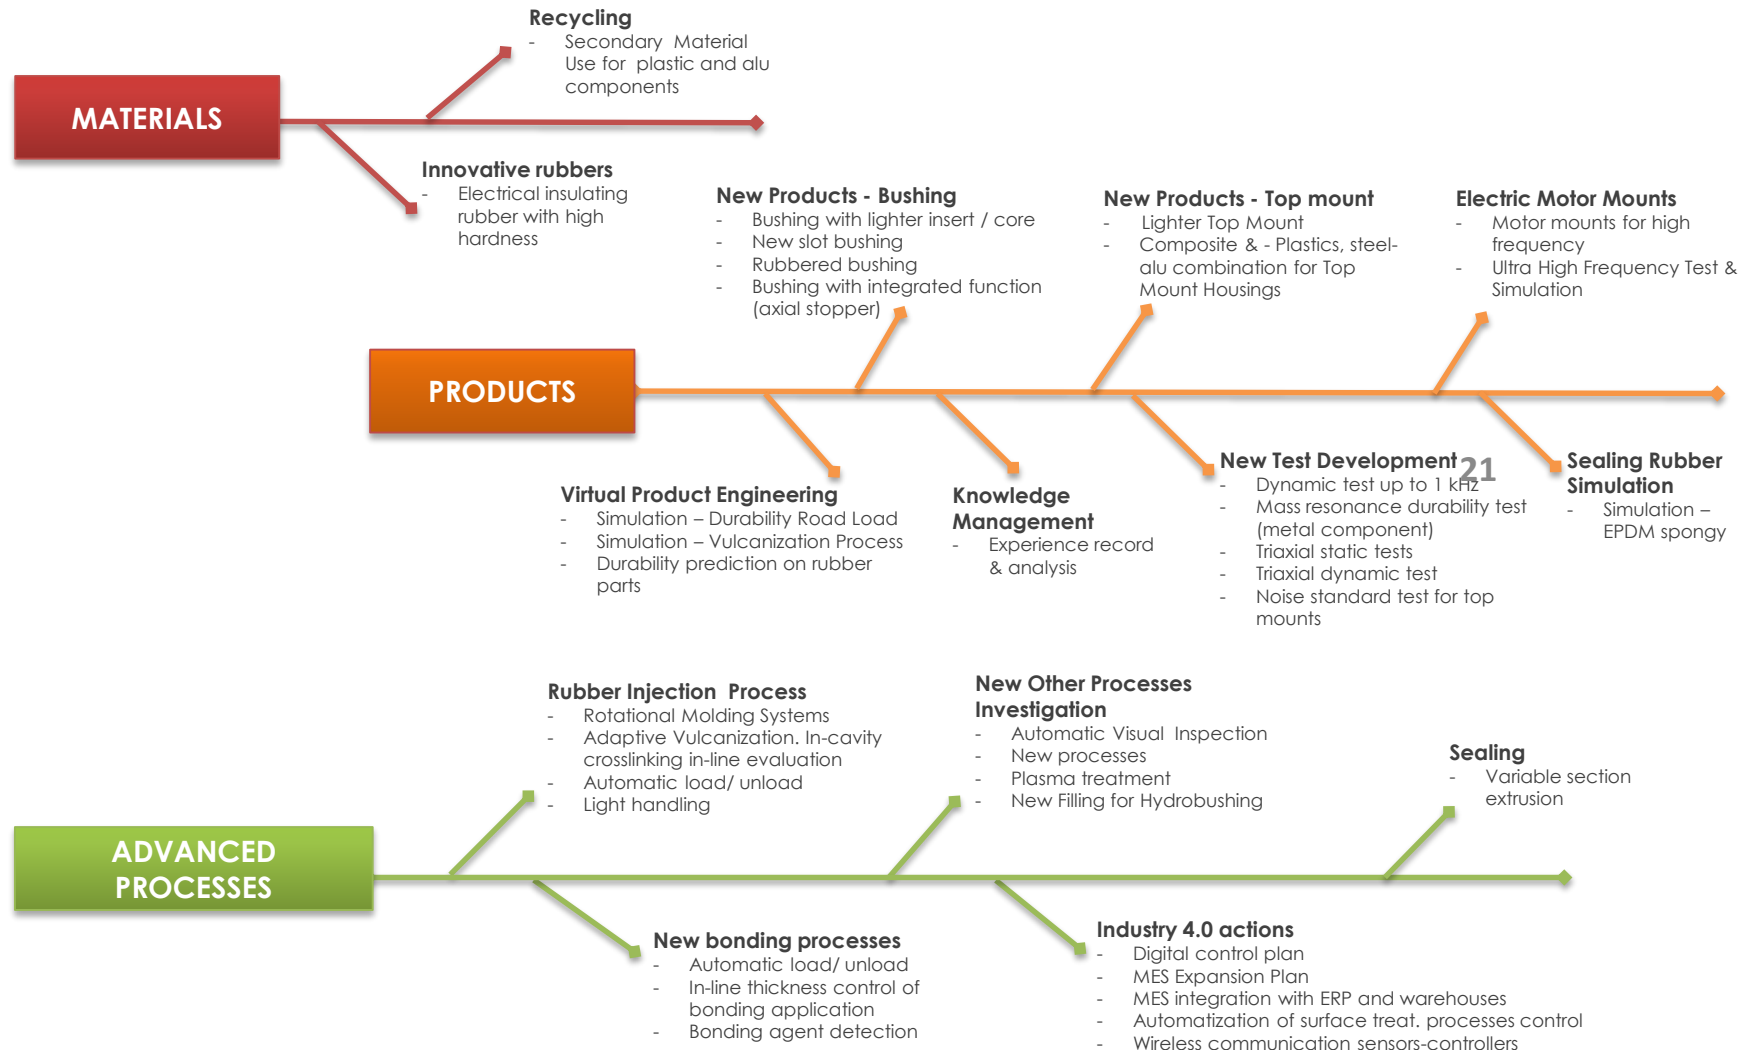 Recycling
- Secondary Material
Use for plastic and alu
components
MATERIALS
Innovative rubbers
- Electrical insulating
rubber with high
hardness
New Products - Bushing
- Bushing with lighter insert / core
- New slot bushing
- Rubbered bushing
- Bushing with integrated function
(axial stopper)
New Products - Top mount
- Lighter Top Mount
- Composite & - Plastics, steel-
alu combination for Top
Mount Housings
Electric Motor Mounts
- Motor mounts for high
frequency
- Ultra High Frequency Test &
Simulation
PRODUCTS
Virtual Product Engineering
- Simulation – Durability Road Load
- Simulation – Vulcanization Process
- Durability prediction on rubber
parts
Knowledge
Management
- Experience record
& analysis
New Test Development
- Dynamic test up to 1 kHz
- Mass resonance durability test
(metal component)
- Triaxial static tests
- Triaxial dynamic test
- Noise standard test for top
mounts
21
Sealing Rubber
Simulation
- Simulation –
EPDM spongy
Rubber Injection Process
- Rotational Molding Systems
- Adaptive Vulcanization. In-cavity
crosslinking in-line evaluation
- Automatic load/ unload
- Light handling
New Other Processes
Investigation
- Automatic Visual Inspection
- New processes
- Plasma treatment
- New Filling for Hydrobushing
Sealing
- Variable section
extrusion
ADVANCED
PROCESSES
New bonding processes
- Automatic load/ unload
- In-line thickness control of
bonding application
- Bonding agent detection
Industry 4.0 actions
- Digital control plan
- MES Expansion Plan
- MES integration with ERP and warehouses
- Automatization of surface treat. processes control
- Wireless communication sensors-controllers